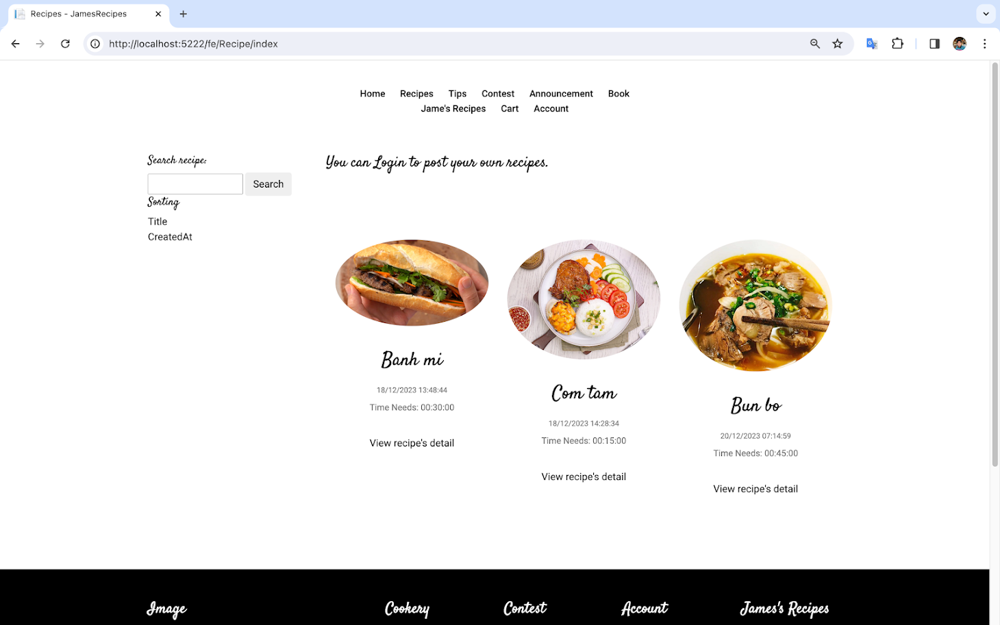 Recipes - JamesRecipes
http://localhost:5222/fe/Recipe/index
Home Recipes Tips Contest Announcement Book
Jame's Recipes Cart Account
Search recipe:
Search
Sorting
Title
CreatedAt
You can Login to post your own recipes.
Banh mi
18/12/2023 13:48:44
Time Needs: 00:30:00
View recipe's detail
Com tam
18/12/2023 14:28:34
Time Needs: 00:15:00
View recipe's detail
Bun bo
20/12/2023 07:14:59
Time Needs: 00:45:00
View recipe's detail
Image Cookery Contest Account James's Recipes